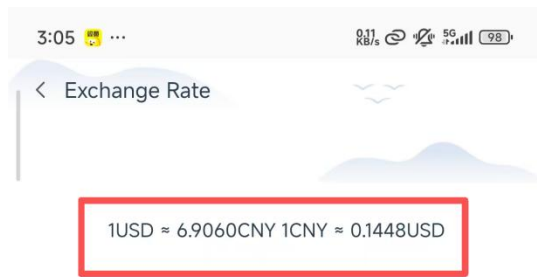 3:05 ··· 0.11 KB/s 5G 98
< Exchange Rate
1USD ≈ 6.9060CNY 1CNY ≈ 0.1448USD